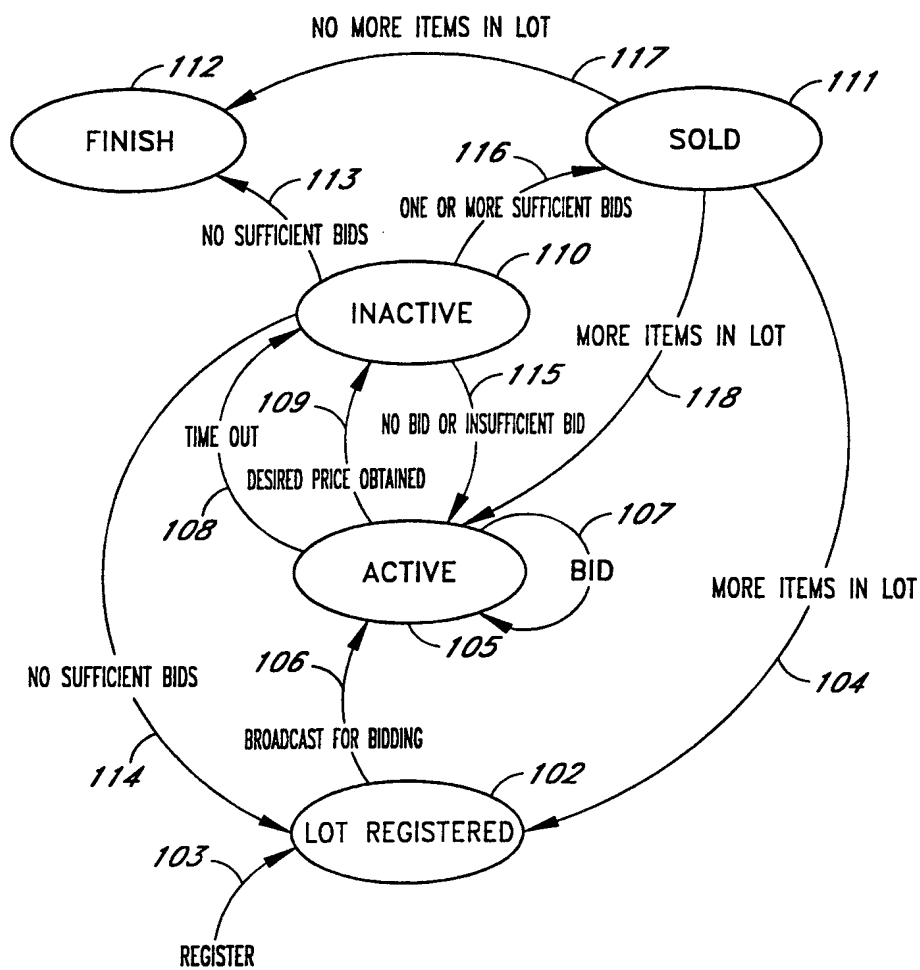 NO MORE ITEMS IN LOT
112
117
111
FINISH
SOLD
116
113
ONE OR MORE SUFFICIENT BIDS
NO SUFFICIENT BIDS
110
INACTIVE
MORE ITEMS IN LOT
115
118
109
NO BID OR INSUFFICIENT BID
TIME OUT
DESIRED PRICE OBTAINED
107
108
ACTIVE
BID
MORE ITEMS IN LOT
105
106
NO SUFFICIENT BIDS
104
BROADCAST FOR BIDDING
114
102
LOT REGISTERED
103
REGISTER